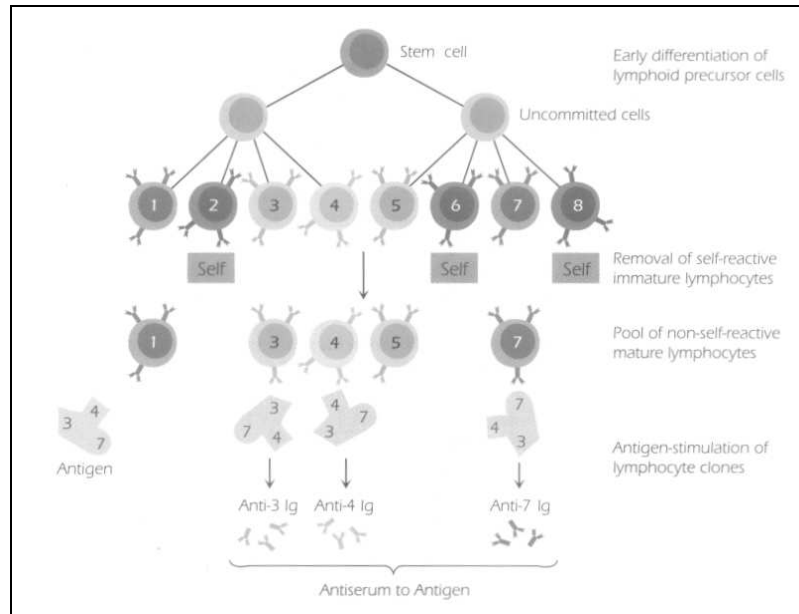 Stem cell
Early differentiation of
lymphoid precursor cells
Uncommitted cells
1 2 3 4 5 6 7 8
Self Self Self
Removal of self-reactive
immature lymphocytes
1 3 4 5 7
Pool of non-self-reactive
mature lymphocytes
3 4 7
Antigen
7 3 4
4 3 7
7 4 3
Antigen-stimulation of
lymphocyte clones
Anti-3 Ig Anti-4 Ig Anti-7 Ig
Antiserum to Antigen